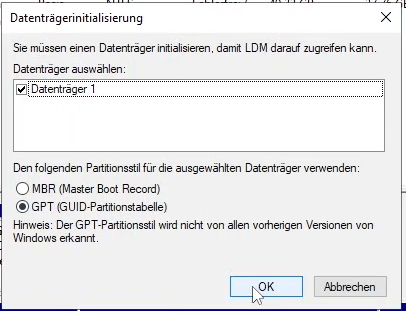 Datenträgerinitialisierung
Sie müssen einen Datenträger initialisieren, damit LDM darauf zugreifen kann.
Datenträger auswählen:
Datenträger 1
Den folgenden Partitionsstil für die ausgewählten Datenträger verwenden:
MBR (Master Boot Record)
GPT (GUID-Partitionstabelle)
Hinweis: Der GPT-Partitionsstil wird nicht von allen vorherigen Versionen von
Windows erkannt.
OK
Abbrechen